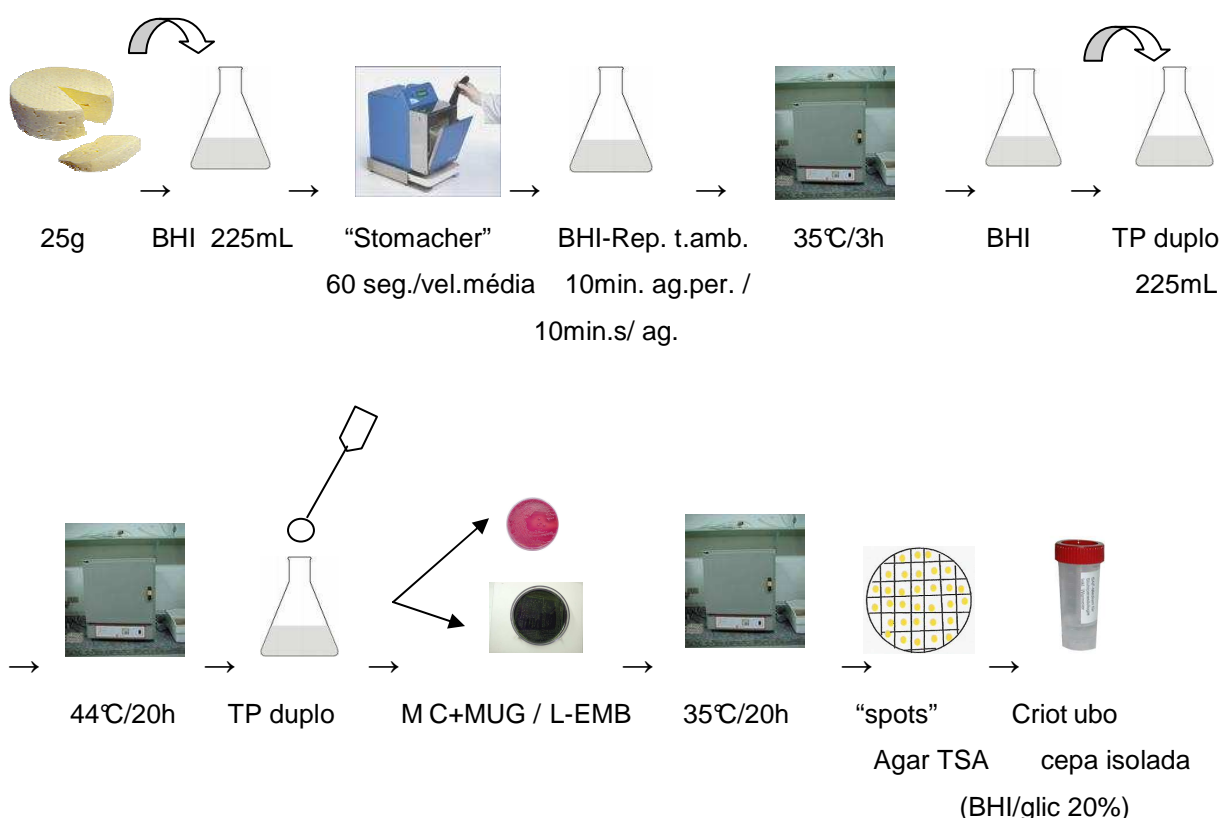 25g BHI 225mL “Stomacher” BHI-Rep. t.amb. 35℃/3h BHI TP duplo
60 seg./vel.média 10min. ag.per. / 225mL
10min.s/ ag.
44℃/20h TP duplo M C+MUG / L-EMB 35℃/20h “spots” Criot ubo
Agar TSA cepa isolada
(BHI/glic 20%)